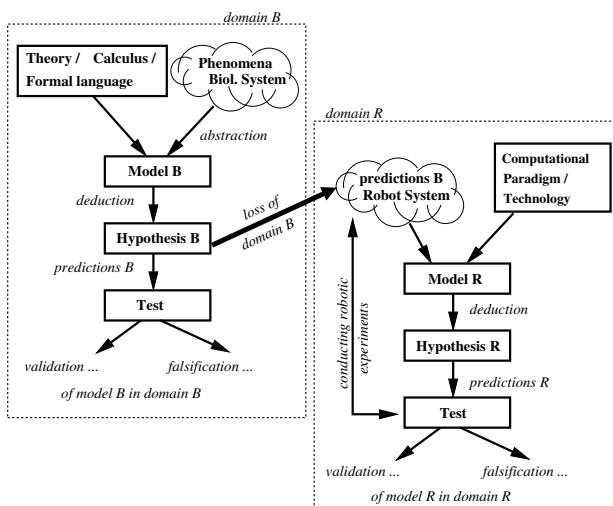 domain B
Theory / Calculus /
Formal language
Phenomena
Biol. System
abstraction
Model B
deduction
Hypothesis B
predictions B
Test
validation ...
falsification ...
of model B in domain B
loss of
domain B
domain R
predictions B
Robot System
Computational
Paradigm /
Technology
Model R
deduction
Hypothesis R
predictions R
conducting robotic
experiments
Test
validation ...
falsification ...
of model R in domain R